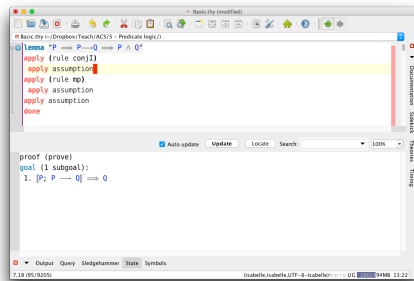 Basic.thy (modified)
Basic.thy (~/Dropbox/Teach/ACS/5 – Predicate logic/)
lemma "P ⟹ P⟶Q ⟹ P ∧ Q"
apply (rule conjI)
apply assumption
apply (rule mp)
apply assumption
apply assumption
done
Auto update Update Locate Search: 100%
proof (prove)
goal (1 subgoal):
1. ⟦P; P ⟶ Q⟧ ⟹ Q
Output Query Sledgehammer State Symbols
7,18 (95/9205)
(isabelle,isabelle,UTF-8-Isabelle) UG 494MB 13:22
Documentation
Sidekick
Theories
Timing